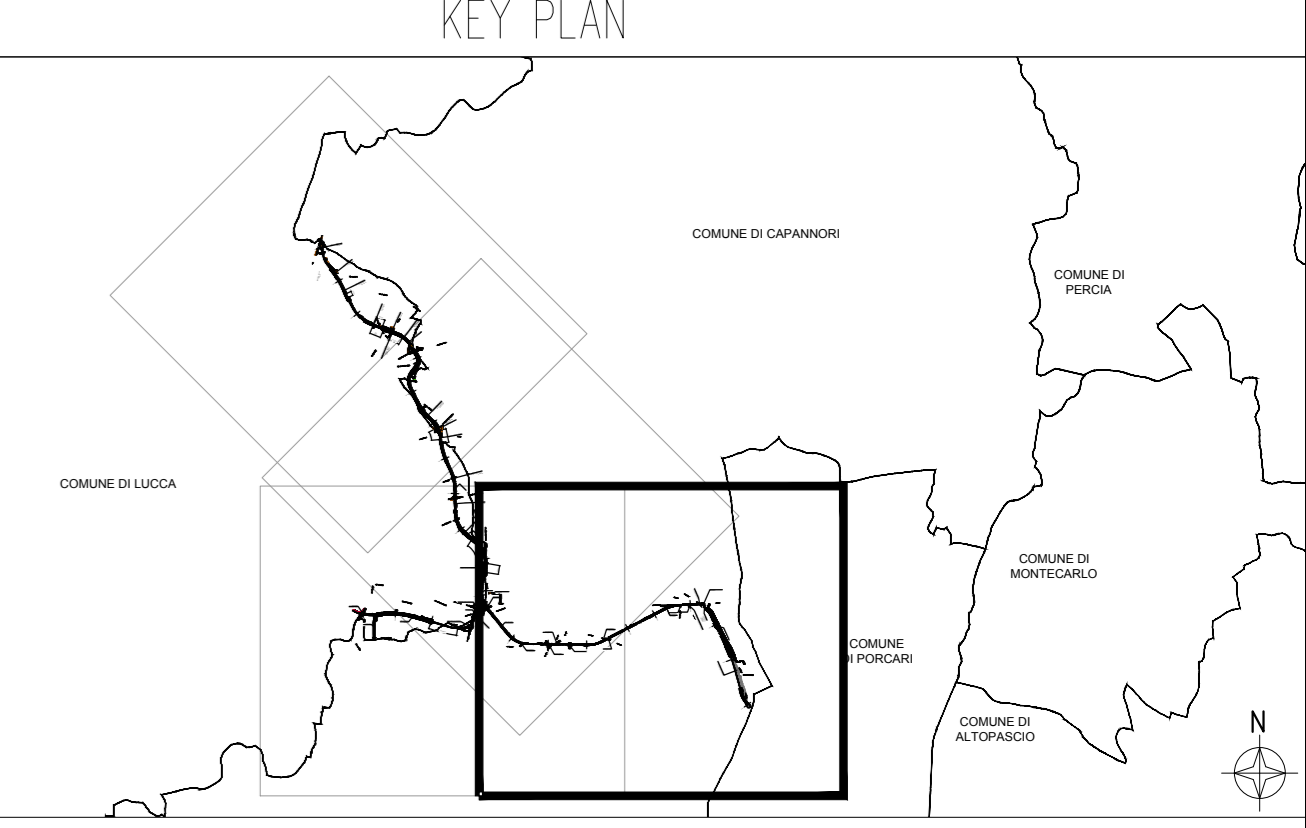 KEY PLAN
COMUNE DI CAPANNORI
COMUNE DI
PERCIA
COMUNE DI LUCCA
COMUNE DI
MONTECARLO
COMUNE
DI PORCARI
COMUNE DI
ALTOPASCIO
N